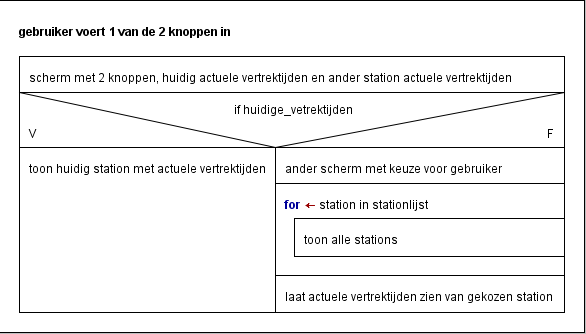 gebruiker voert 1 van de 2 knoppen in
scherm met 2 knoppen, huidig actuele vertrektijden en ander station actuele vertrektijden
if huidige_vetrektijden
V
F
toon huidig station met actuele vertrektijden
ander scherm met keuze voor gebruiker
for ← station in stationlijst
toon alle stations
laat actuele vertrektijden zien van gekozen station